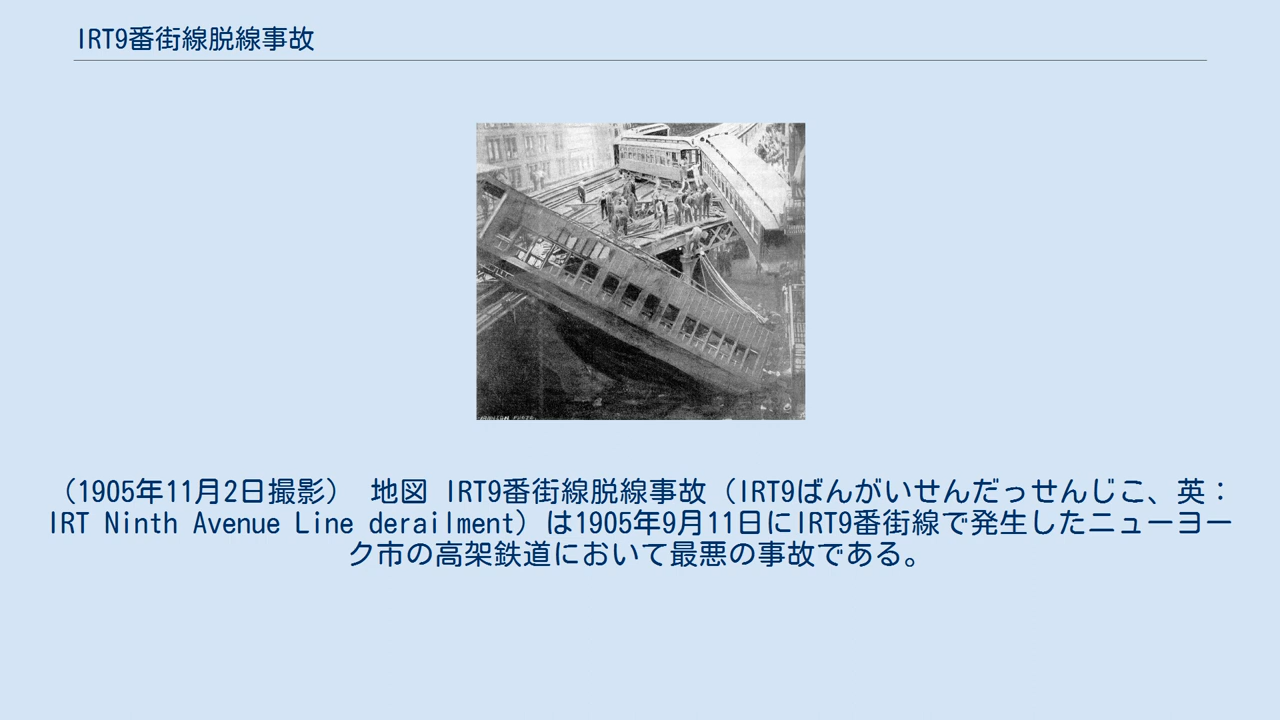 IRT9番街線脱線事故
（1905年11月2日撮影） 地図 IRT9番街線脱線事故（IRT9ばんがいせんだっせんじこ、英：
IRT Ninth Avenue Line derailment）は1905年9月11日にIRT9番街線で発生したニューヨー
ク市の高架鉄道において最悪の事故である。